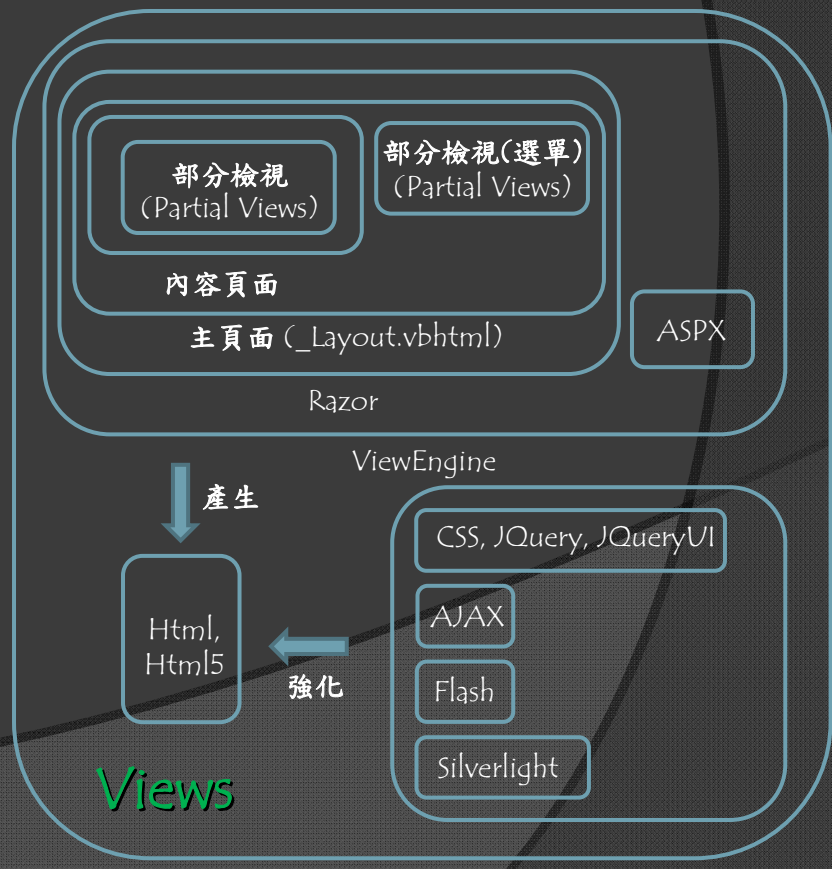 部分檢視
(Partial Views)
部分檢視(選單)
(Partial Views)
內容頁面
主頁面 (_Layout.vbhtml)
ASPX
Razor
ViewEngine
產生
CSS, JQuery, JQueryUI
AJAX
Html,
Html5
強化
Flash
Silverlight
Views